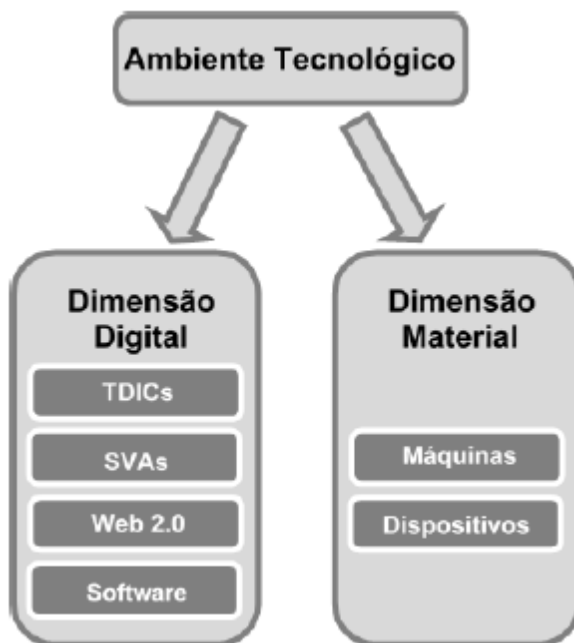 Ambiente Tecnológico
Dimensão
Digital
TDICs
SVAs
Web 2.0
Software
Dimensão
Material
Máquinas
Dispositivos